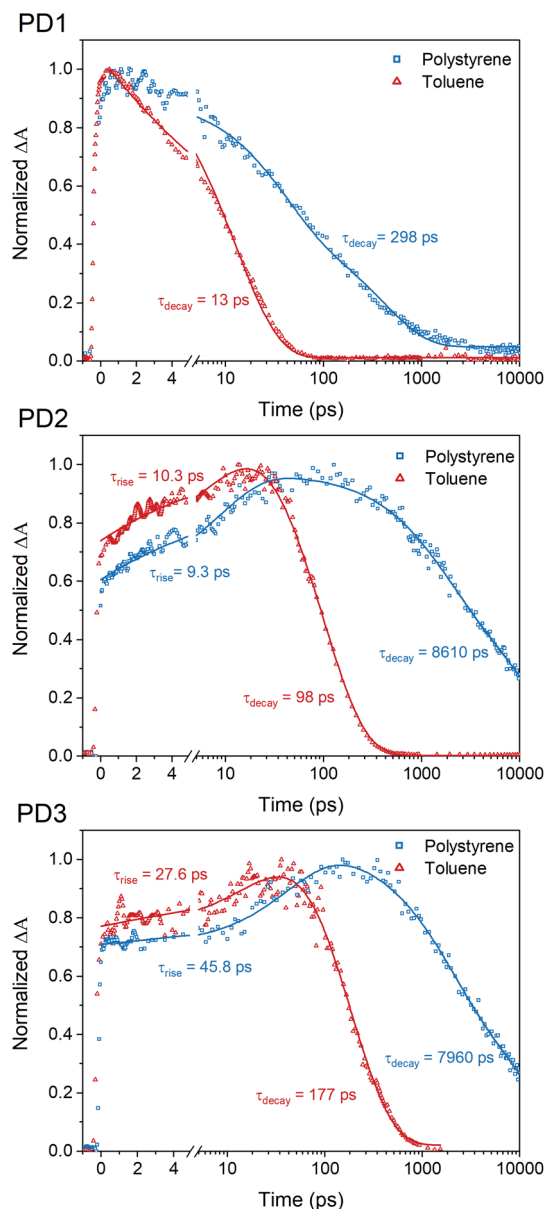 PD1
Normalized ΔA
1.0
0.8
0.6
0.4
0.2
0.0
Polystyrene
Toluene
τdecay= 298 ps
τdecay= 13 ps
0 2 4 10 100 1000 10000
Time (ps)
PD2
Normalized ΔA
1.0
0.8
0.6
0.4
0.2
0.0
Polystyrene
Toluene
τrise= 10.3 ps
τrise= 9.3 ps
τdecay= 8610 ps
τdecay= 98 ps
0 2 4 10 100 1000 10000
Time (ps)
PD3
Normalized ΔA
1.0
0.8
0.6
0.4
0.2
0.0
Polystyrene
Toluene
τrise= 27.6 ps
τrise= 45.8 ps
τdecay= 7960 ps
τdecay= 177 ps
0 2 4 10 100 1000 10000
Time (ps)